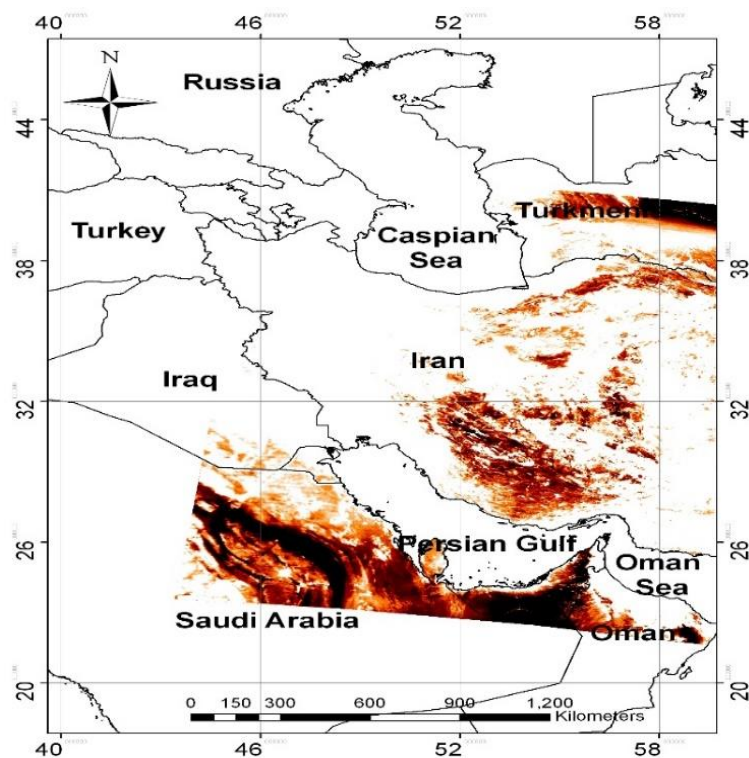 40 46 52 58
N
Russia
44 44
Turkmeni
Turkey
Caspian
Sea
38 38
Iran
Iraq
32 32
Persian Gulf
26 26
Oman
Sea
Saudi Arabia
Oman
20 20
0 150 300 600 900 1,200
Kilometers
40 46 52 58